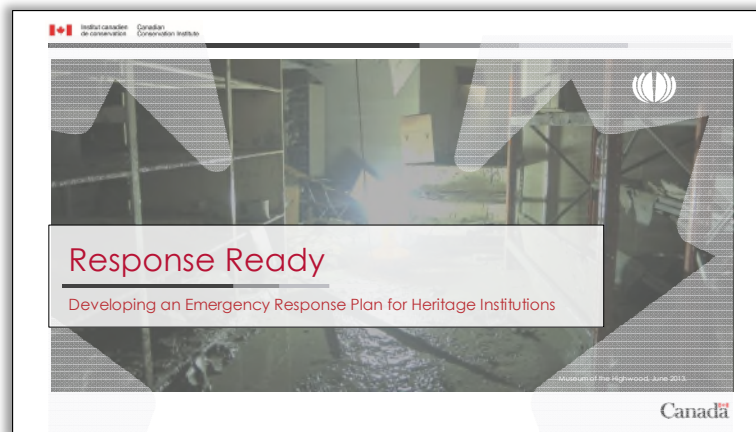 Institut canadien
de conservation
Canadian
Conservation Institute
Response Ready
Developing an Emergency Response Plan for Heritage Institutions
Museum of the Highwood, June 2013.
Canada